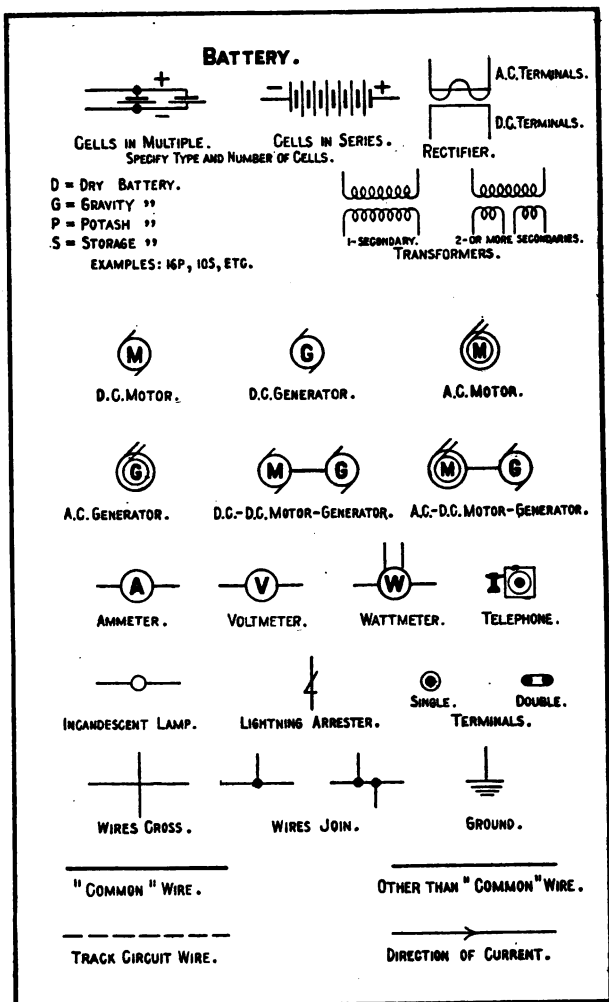 BATTERY.
+
−
− +
A.C. TERMINALS.
D.C. TERMINALS.
CELLS IN MULTIPLE. CELLS IN SERIES. RECTIFIER.
SPECIFY TYPE AND NUMBER OF CELLS.
D = DRY BATTERY.
G = GRAVITY "
P = POTASH "
S = STORAGE "
EXAMPLES: 16P, 10S, ETC.
1-SECONDARY. 2-OR MORE SECONDARIES.
TRANSFORMERS.
M G M
D.C. MOTOR. D.C. GENERATOR. A.C. MOTOR.
G M G M G
A.C. GENERATOR. D.C.-D.C. MOTOR-GENERATOR. A.C.-D.C. MOTOR-GENERATOR.
A V W
AMMETER. VOLTMETER. WATTMETER. TELEPHONE.
SINGLE. DOUBLE.
INCANDESCENT LAMP. LIGHTNING ARRESTER. TERMINALS.
WIRES CROSS. WIRES JOIN. GROUND.
"COMMON" WIRE. OTHER THAN "COMMON" WIRE.
TRACK CIRCUIT WIRE. DIRECTION OF CURRENT.